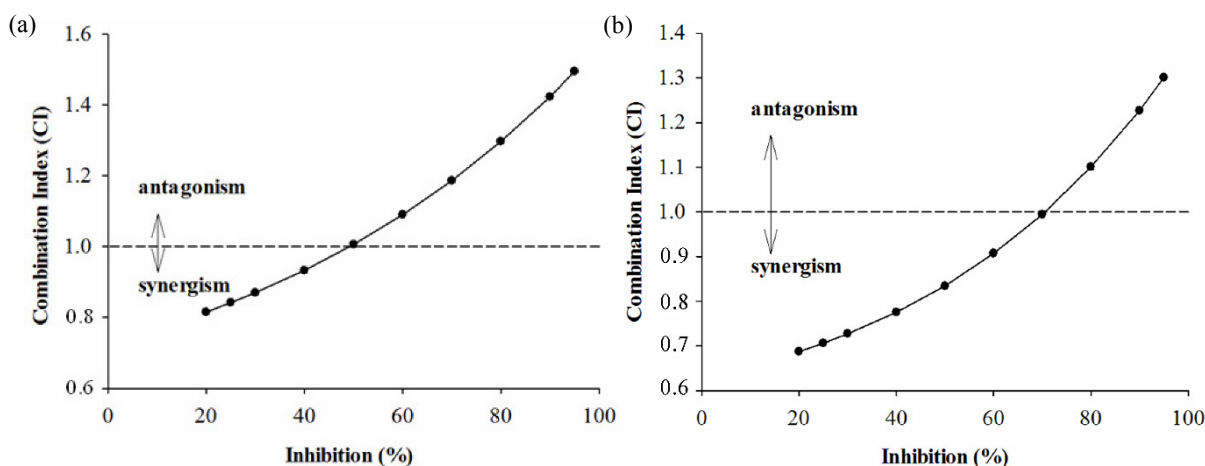 (a)
1.6
1.4
1.2
1.0
0.8
0.6
Combination Index (CI)
antagonism
synergism
0
20
40
60
80
100
Inhibition (%)
(b)
1.4
1.3
1.2
1.1
1.0
0.9
0.8
0.7
0.6
Combination Index (CI)
antagonism
synergism
0
20
40
60
80
100
Inhibition (%)